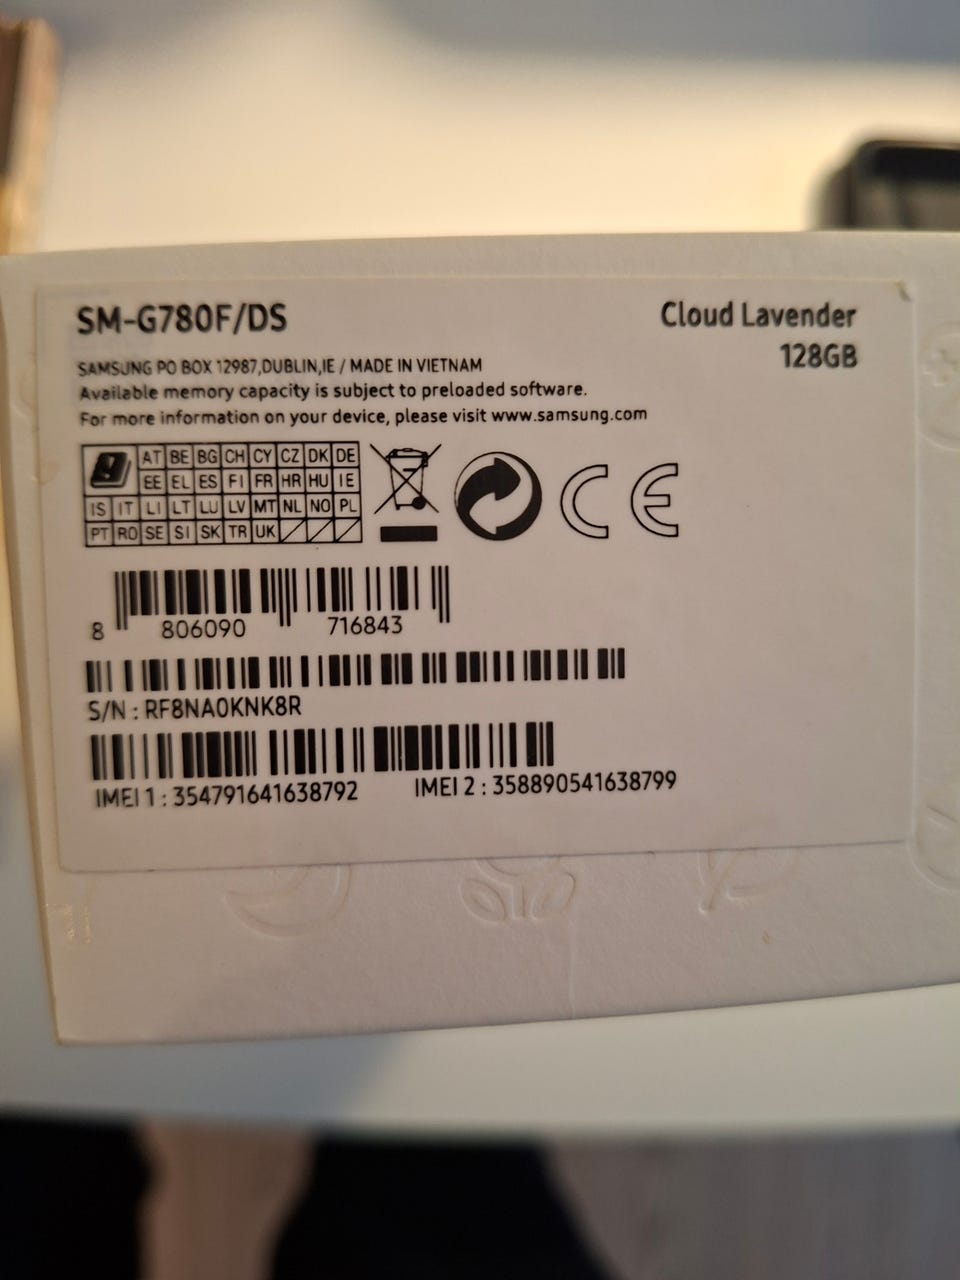 SM-G780F/DS
Cloud Lavender
128GB
SAMSUNG PO BOX 12987,DUBLIN,IE / MADE IN VIETNAM
Available memory capacity is subject to preloaded software.
For more information on your device, please visit www.samsung.com
AT BE BG CH CY CZ DK DE
EE EL ES FI FR HR HU IE
IS IT LI LT LU LV MT NL NO PL
PT RO SE SI SK TR UK
CE
8 806090 716843
S/N : RF8NA0KNK8R
IMEI 1 : 354791641638792 IMEI 2 : 358890541638799